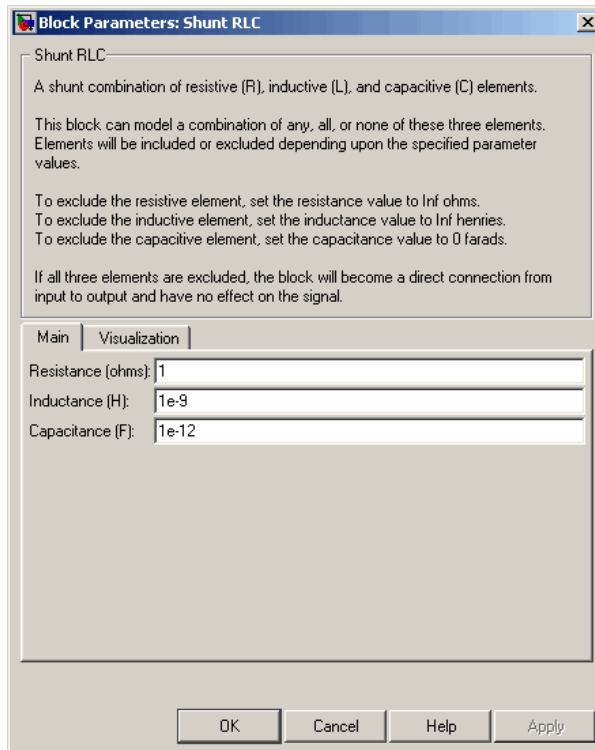 Block Parameters: Shunt RLC
Shunt RLC
A shunt combination of resistive (R), inductive (L), and capacitive (C) elements.
This block can model a combination of any, all, or none of these three elements.
Elements will be included or excluded depending upon the specified parameter
values.
To exclude the resistive element, set the resistance value to Inf ohms.
To exclude the inductive element, set the inductance value to Inf henries.
To exclude the capacitive element, set the capacitance value to 0 farads.
If all three elements are excluded, the block will become a direct connection from
input to output and have no effect on the signal.
Main Visualization
Resistance (ohms): 1
Inductance (H): 1e-9
Capacitance (F): 1e-12
OK Cancel Help Apply